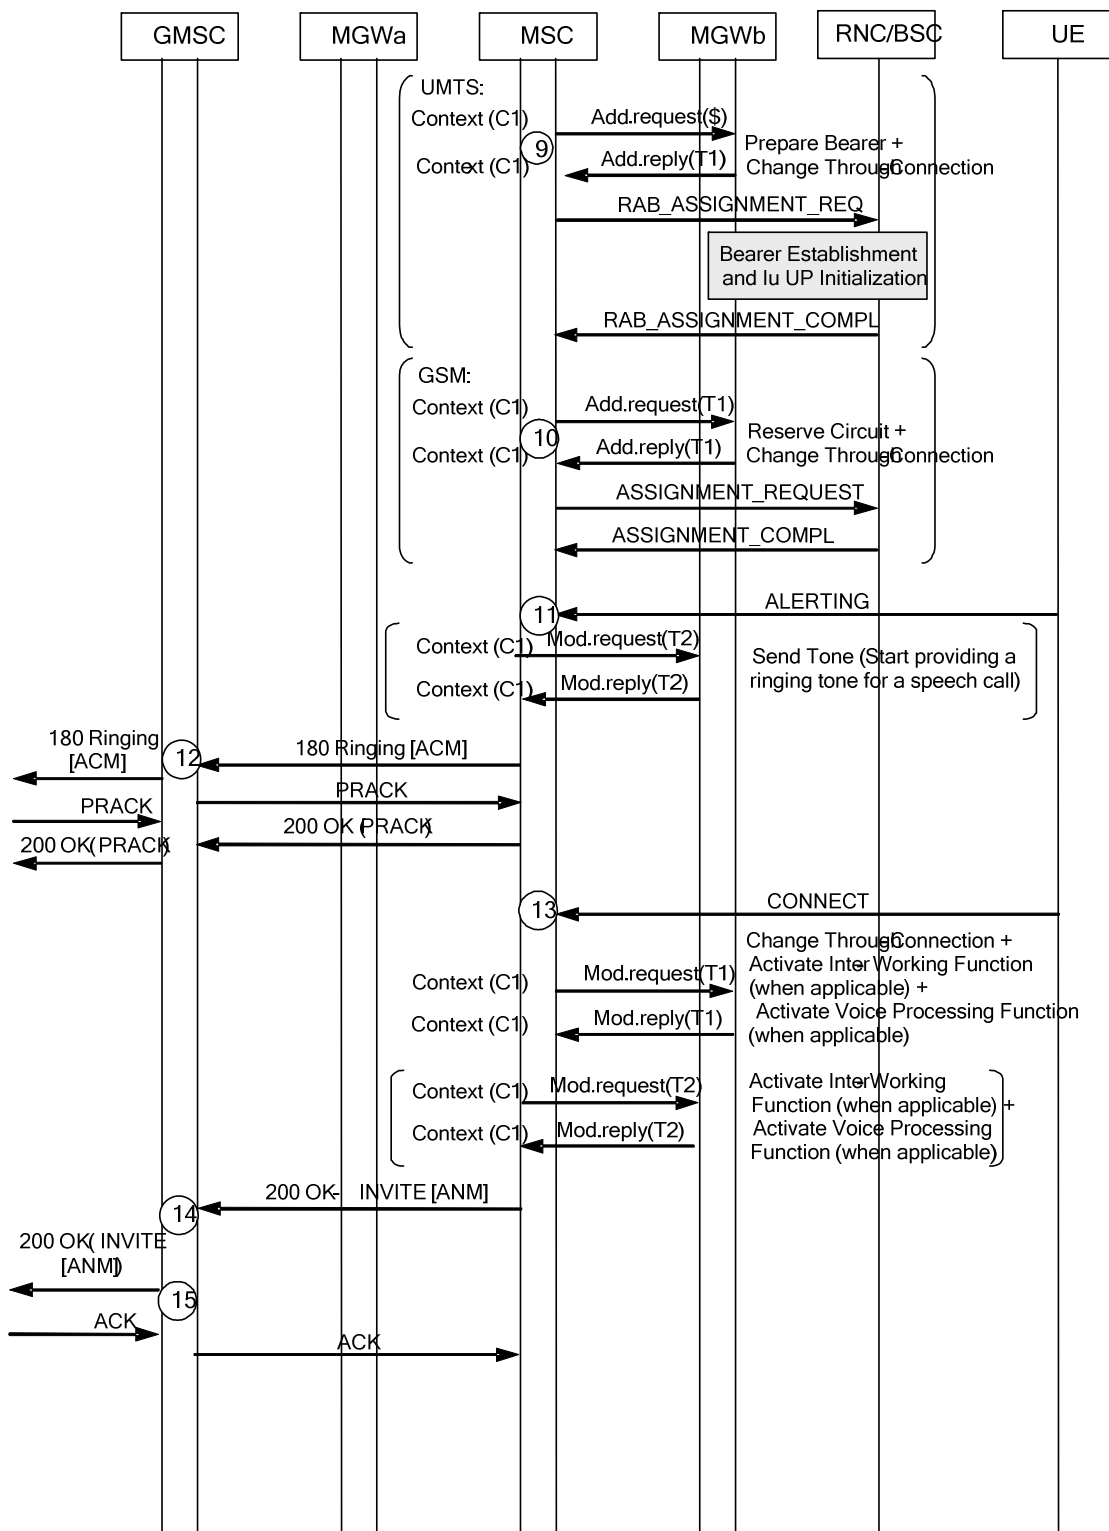 GMSC MGWa MSC MGWb RNC/BSC UE
UMTS:
Context (C1) Add.request($)
9
Prepare Bearer +
Context (C1) Add.reply(T1) Change Through-Connection
RAB_ASSIGNMENT_REQ
Bearer Establishment
and Iu UP Initialization
RAB_ASSIGNMENT_COMPL
GSM:
Context (C1) Add.request(T1)
10
Reserve Circuit +
Context (C1) Add.reply(T1) Change Through-Connection
ASSIGNMENT_REQUEST
ASSIGNMENT_COMPL
ALERTING
11
Context (C1) Mod.request(T2)
Send Tone (Start providing a
ringing tone for a speech call)
Context (C1) Mod.reply(T2)
180 Ringing
[ACM]
12
180 Ringing [ACM]
PRACK
PRACK
200 OK (PRACK)
200 OK (PRACK)
CONNECT
13
Change Through-Connection +
Activate Inter-Working Function
(when applicable) +
Activate Voice Processing Function
(when applicable)
Context (C1) Mod.request(T1)
Context (C1) Mod.reply(T1)
Context (C1) Mod.request(T2)
Activate Inter-Working
Function (when applicable) +
Activate Voice Processing
Function (when applicable)
Context (C1) Mod.reply(T2)
200 OK- INVITE [ANM]
14
200 OK( INVITE
[ANM])
15
ACK
ACK